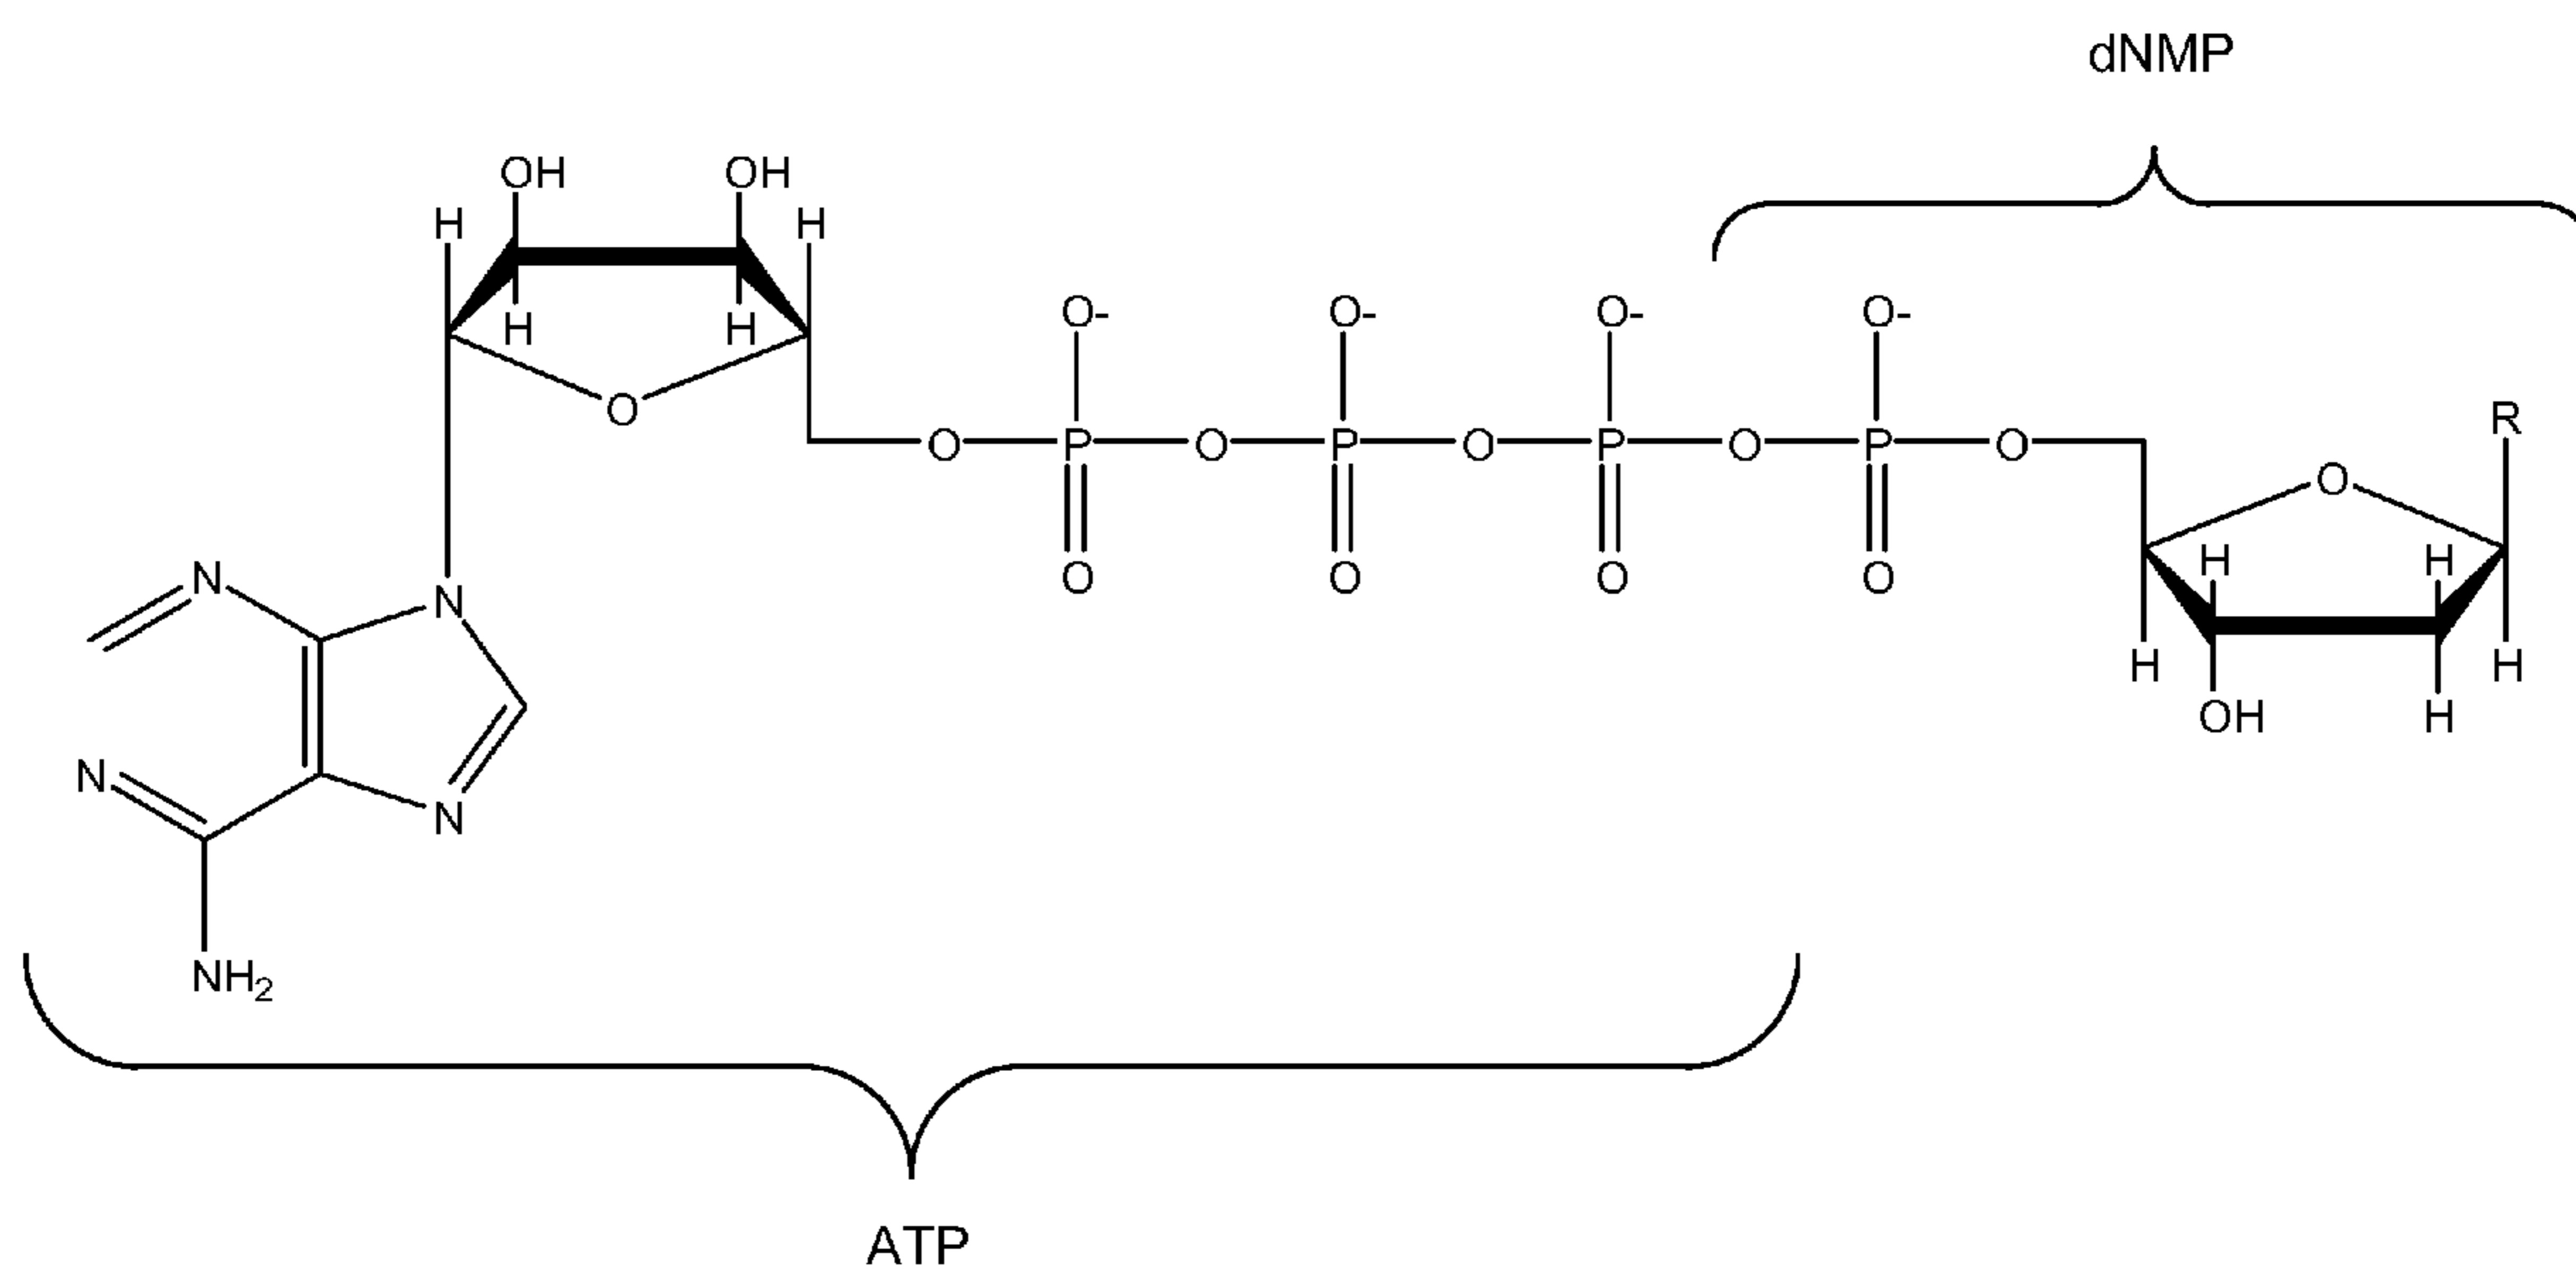 dNMP
OH OH
H H
O- O- O- O-
H H
R
O
O P O P O P O P O
O
H H
N
O O O O
N
H H
N
OH H
N
NH2
ATP